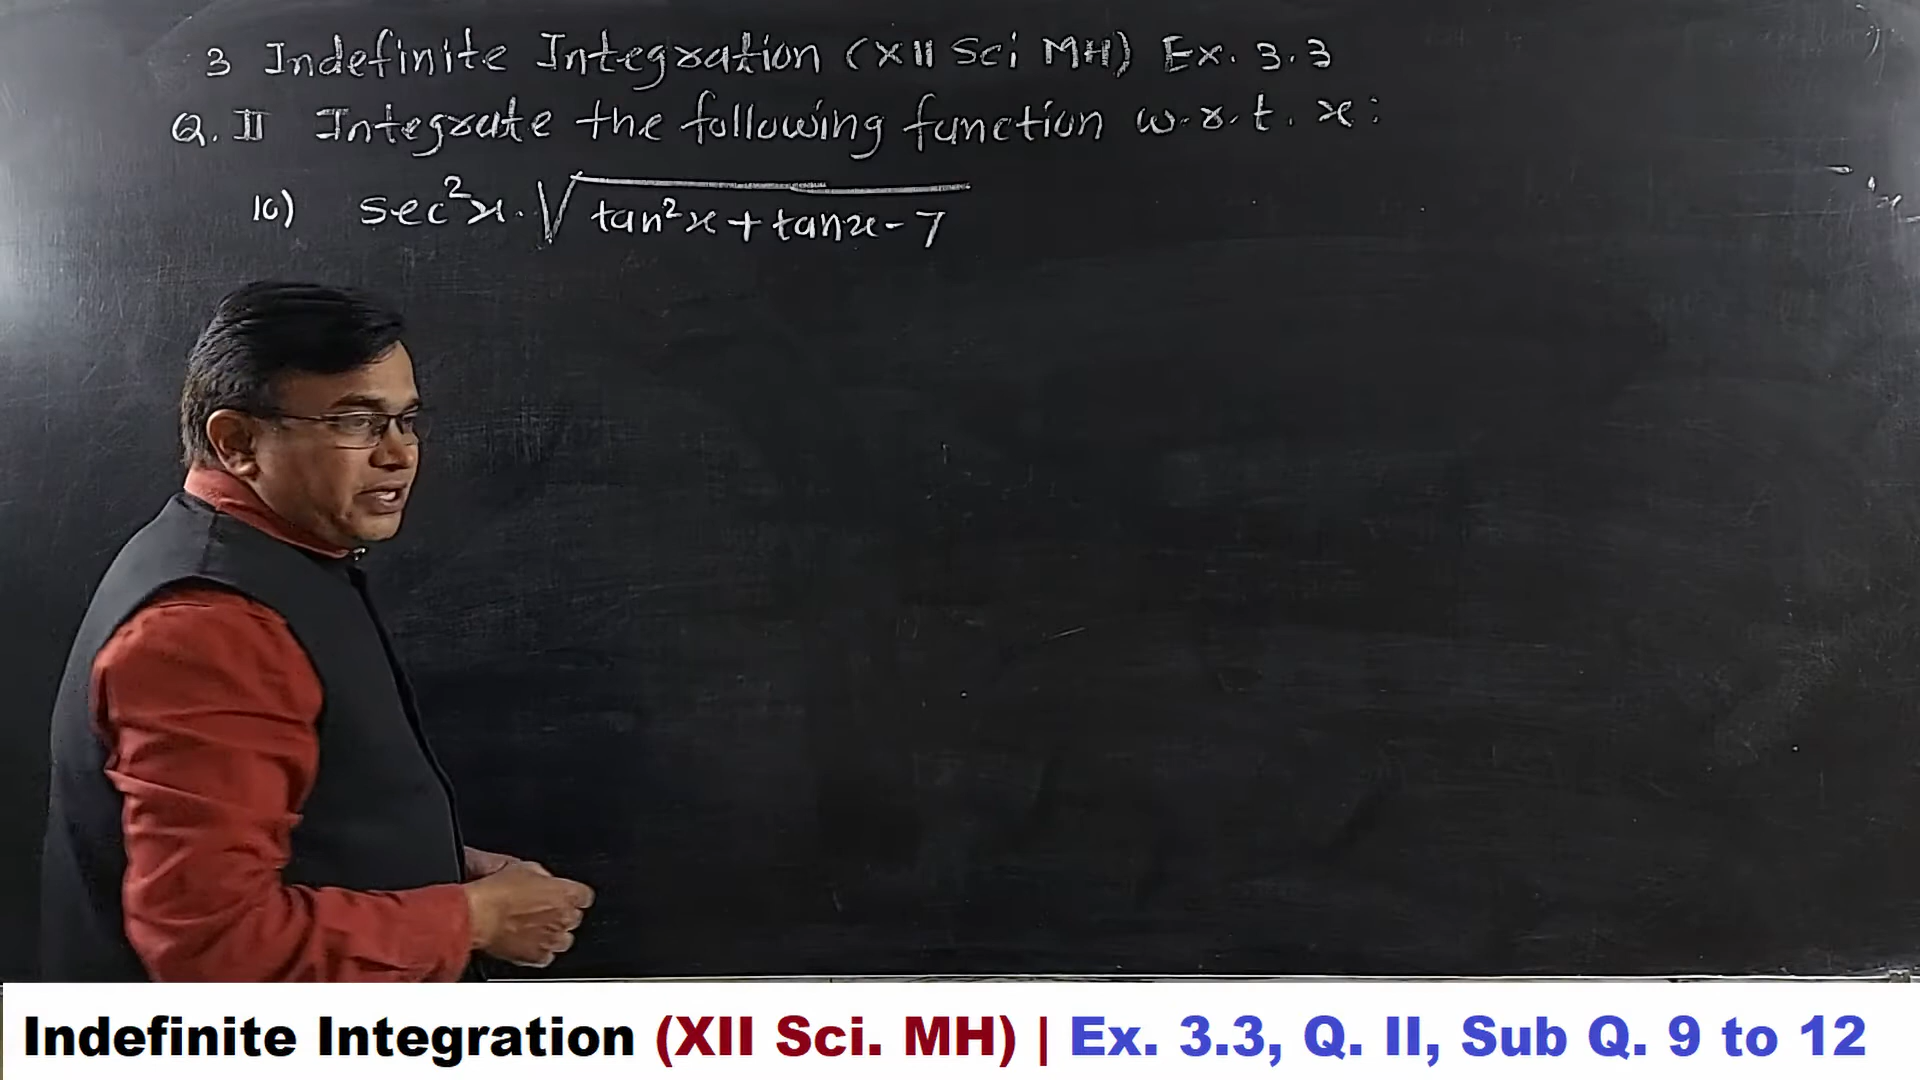 3 Indefinite Integration (XII Sci MH) Ex. 3.3
Q. II Integrate the following function w.r.t. x:
10) sec²x · √(tan²x + tanx - 7)
Indefinite Integration (XII Sci. MH) | Ex. 3.3, Q. II, Sub Q. 9 to 12